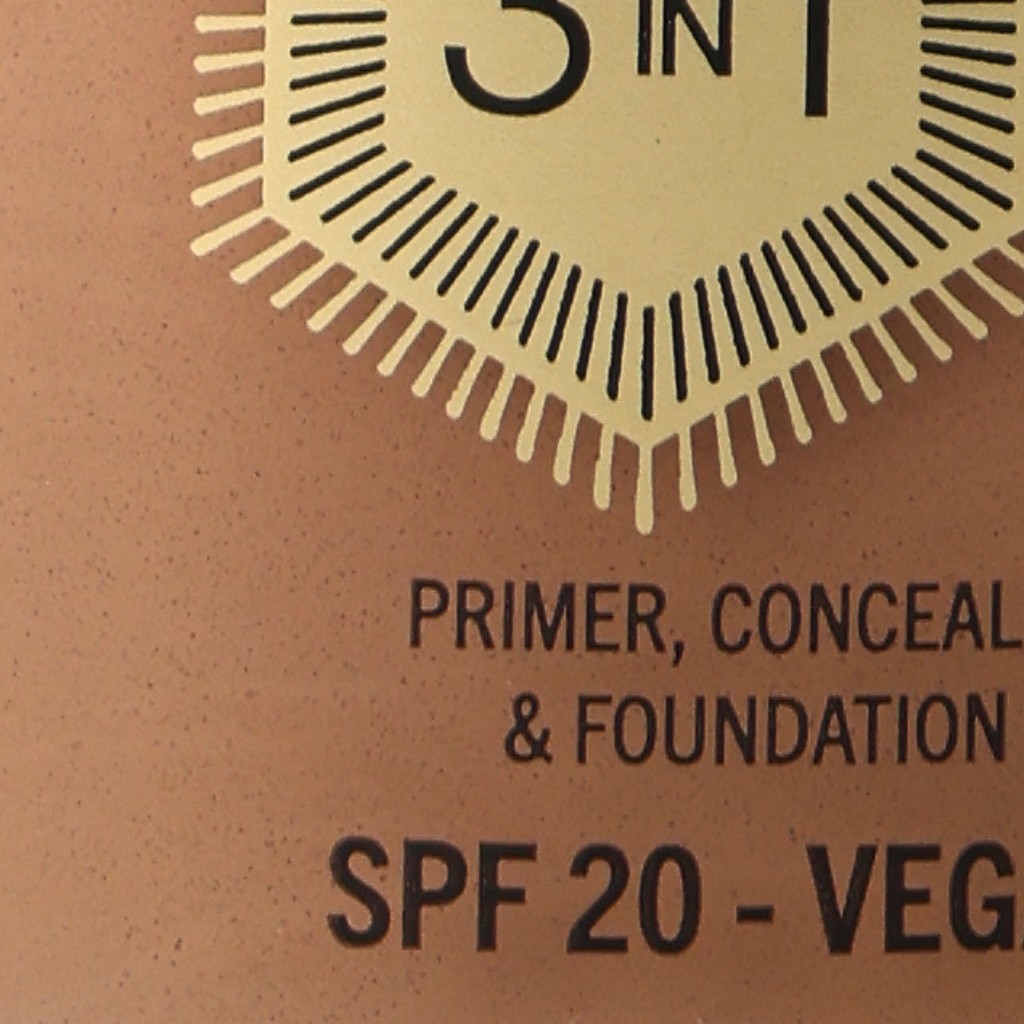 3 IN 1
PRIMER, CONCEAL
& FOUNDATION
SPF 20 - VEG